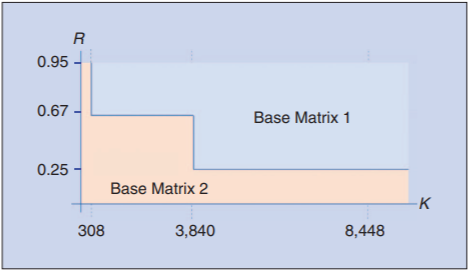 R
0.95
0.67
Base Matrix 1
0.25
Base Matrix 2
K
308 3,840 8,448